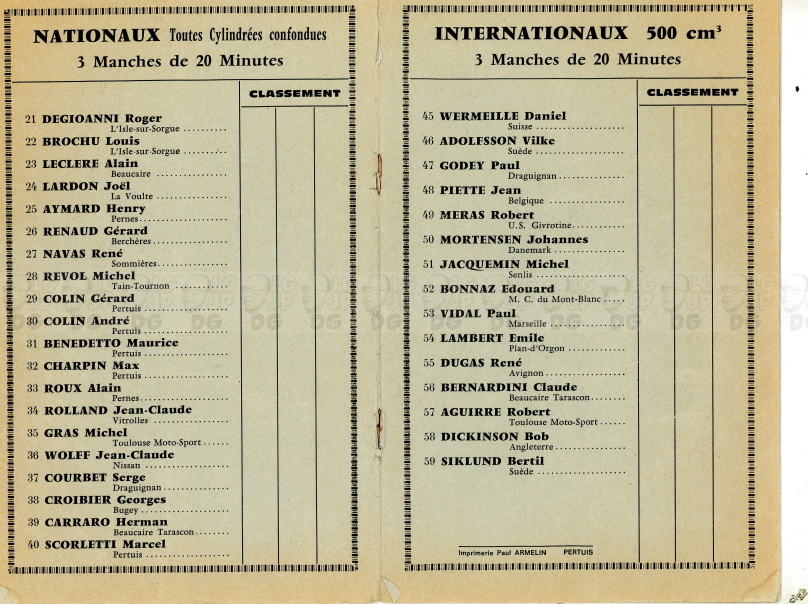 NATIONAUX Toutes Cylindrées confondues
3 Manches de 20 Minutes
CLASSEMENT
21 DEGIOANNI Roger
L'Isle-sur-Sorgue ..........
22 BROCHU Louis
L'Isle-sur-Sorgue ..........
23 LECLERE Alain
Beaucaire ................
24 LARDON Joël
La Voulte ................
25 AYMARD Henry
Pernes....................
26 RENAUD Gérard
Berchères.................
27 NAVAS René
Sommières................
28 REVOL Michel
Tain-Tournon ............
29 COLIN Gérard
Pertuis ...................
30 COLIN André
Pertuis ...................
31 BENEDETTO Maurice
Pertuis ...................
32 CHARPIN Max
Pertuis ...................
33 ROUX Alain
Pernes....................
34 ROLLAND Jean-Claude
Vitrolles ..................
35 GRAS Michel
Toulouse Moto-Sport ......
36 WOLFF Jean-Claude
Nissan ...................
37 COURBET Serge
Draguignan...............
38 CROIBIER Georges
Bugey ....................
39 CARRARO Herman
Beaucaire Tarascon........
40 SCORLETTI Marcel
Pertuis ...................
INTERNATIONAUX 500 cm³
3 Manches de 20 Minutes
CLASSEMENT
45 WERMEILLE Daniel
Suisse ....................
46 ADOLFSSON Vilke
Suède ....................
47 GODEY Paul
Draguignan ...............
48 PIETTE Jean
Belgique .................
49 MERAS Robert
U.S. Givrotine.............
50 MORTENSEN Johannes
Danemark ................
51 JACQUEMIN Michel
Senlis ....................
52 BONNAZ Edouard
M. C. du Mont-Blanc .....
53 VIDAL Paul
Marseille .................
54 LAMBERT Emile
Plan-d'Orgon .............
55 DUGAS René
Avignon..................
56 BERNARDINI Claude
Beaucaire Tarascon........
57 AGUIRRE Robert
Toulouse Moto-Sport ......
58 DICKINSON Bob
Angleterre................
59 SIKLUND Bertil
Suède ....................
Imprimerie Paul ARMELIN PERTUIS
DG DG DG DG DG DG